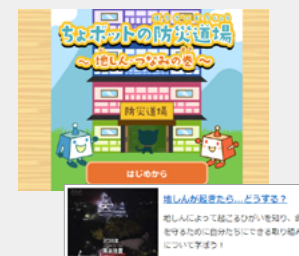 ちょボットの防災道場
～地しん・つなみの巻～
防災道場
はじめから
地しんが起きたら…どうする？
地しんによって起こるひがいを知り、
を守るために自分たちにできる取り組み
について学ぼう！